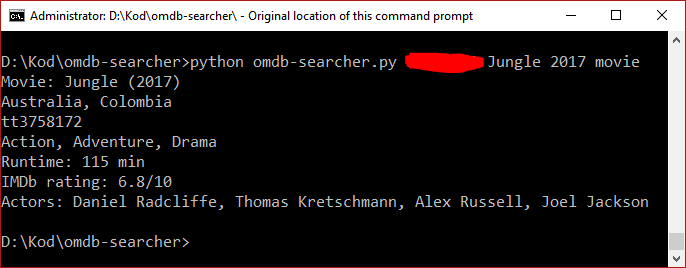 Administrator: D:\Kod\omdb-searcher\ - Original location of this command prompt
D:\Kod\omdb-searcher>python omdb-searcher.py Jungle 2017 movie
Movie: Jungle (2017)
Australia, Colombia
tt3758172
Action, Adventure, Drama
Runtime: 115 min
IMDb rating: 6.8/10
Actors: Daniel Radcliffe, Thomas Kretschmann, Alex Russell, Joel Jackson
D:\Kod\omdb-searcher>